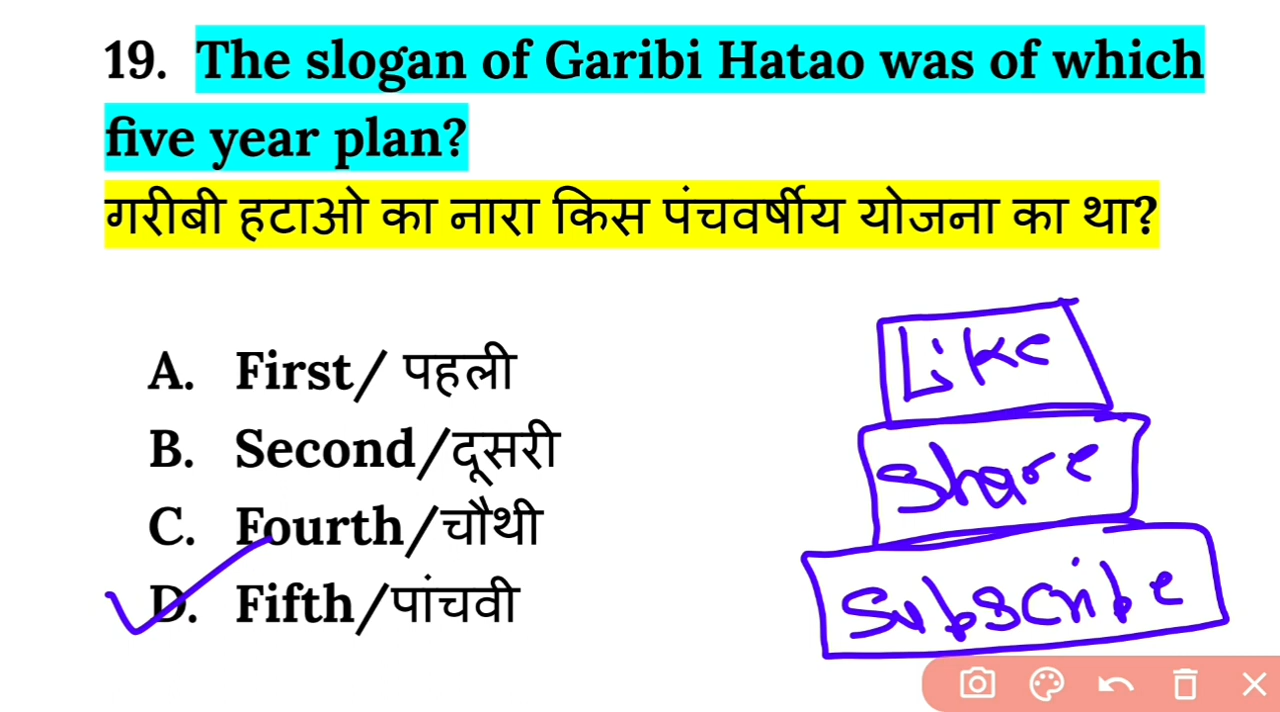 19. The slogan of Garibi Hatao was of which
five year plan?
गरीबी हटाओ का नारा किस पंचवर्षीय योजना का था?
A. First/ पहली
B. Second/दूसरी
C. Fourth/चौथी
D. Fifth/पांचवी
Like
Share
Subscribe